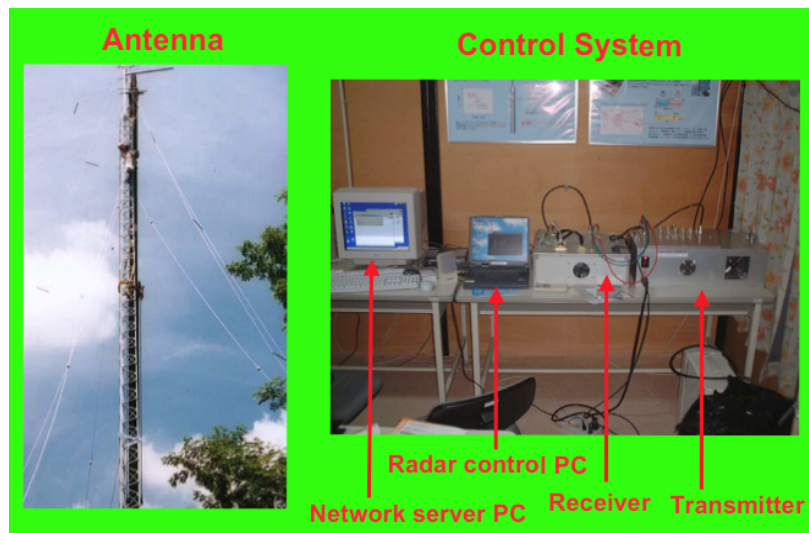 Antenna
Control System
Radar control PC
Network server PC
Receiver
Transmitter